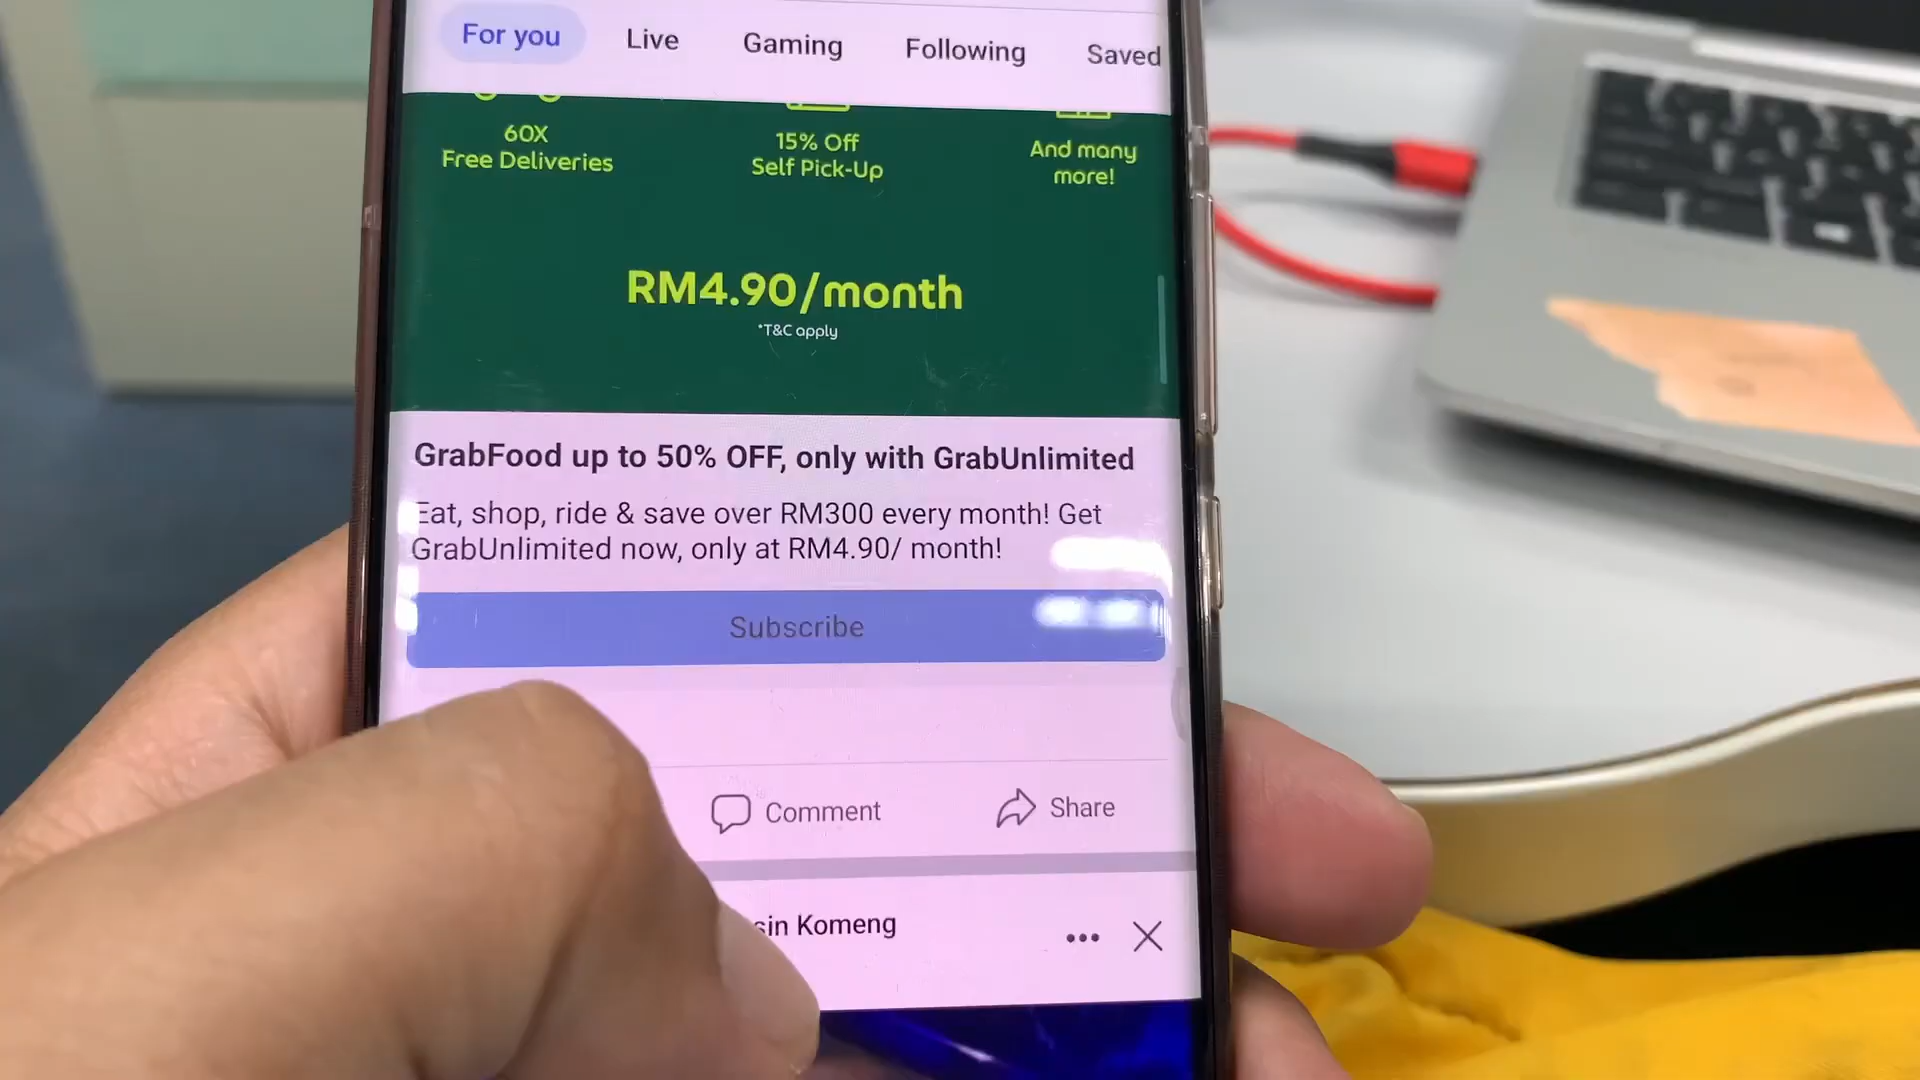 For you
Live
Gaming
Following
Saved
60X
Free Deliveries
15% Off
Self Pick-Up
And many
more!
RM4.90/month
*T&C apply
GrabFood up to 50% OFF, only with GrabUnlimited
Eat, shop, ride & save over RM300 every month! Get
GrabUnlimited now, only at RM4.90/ month!
Subscribe
Comment
Share
Komeng